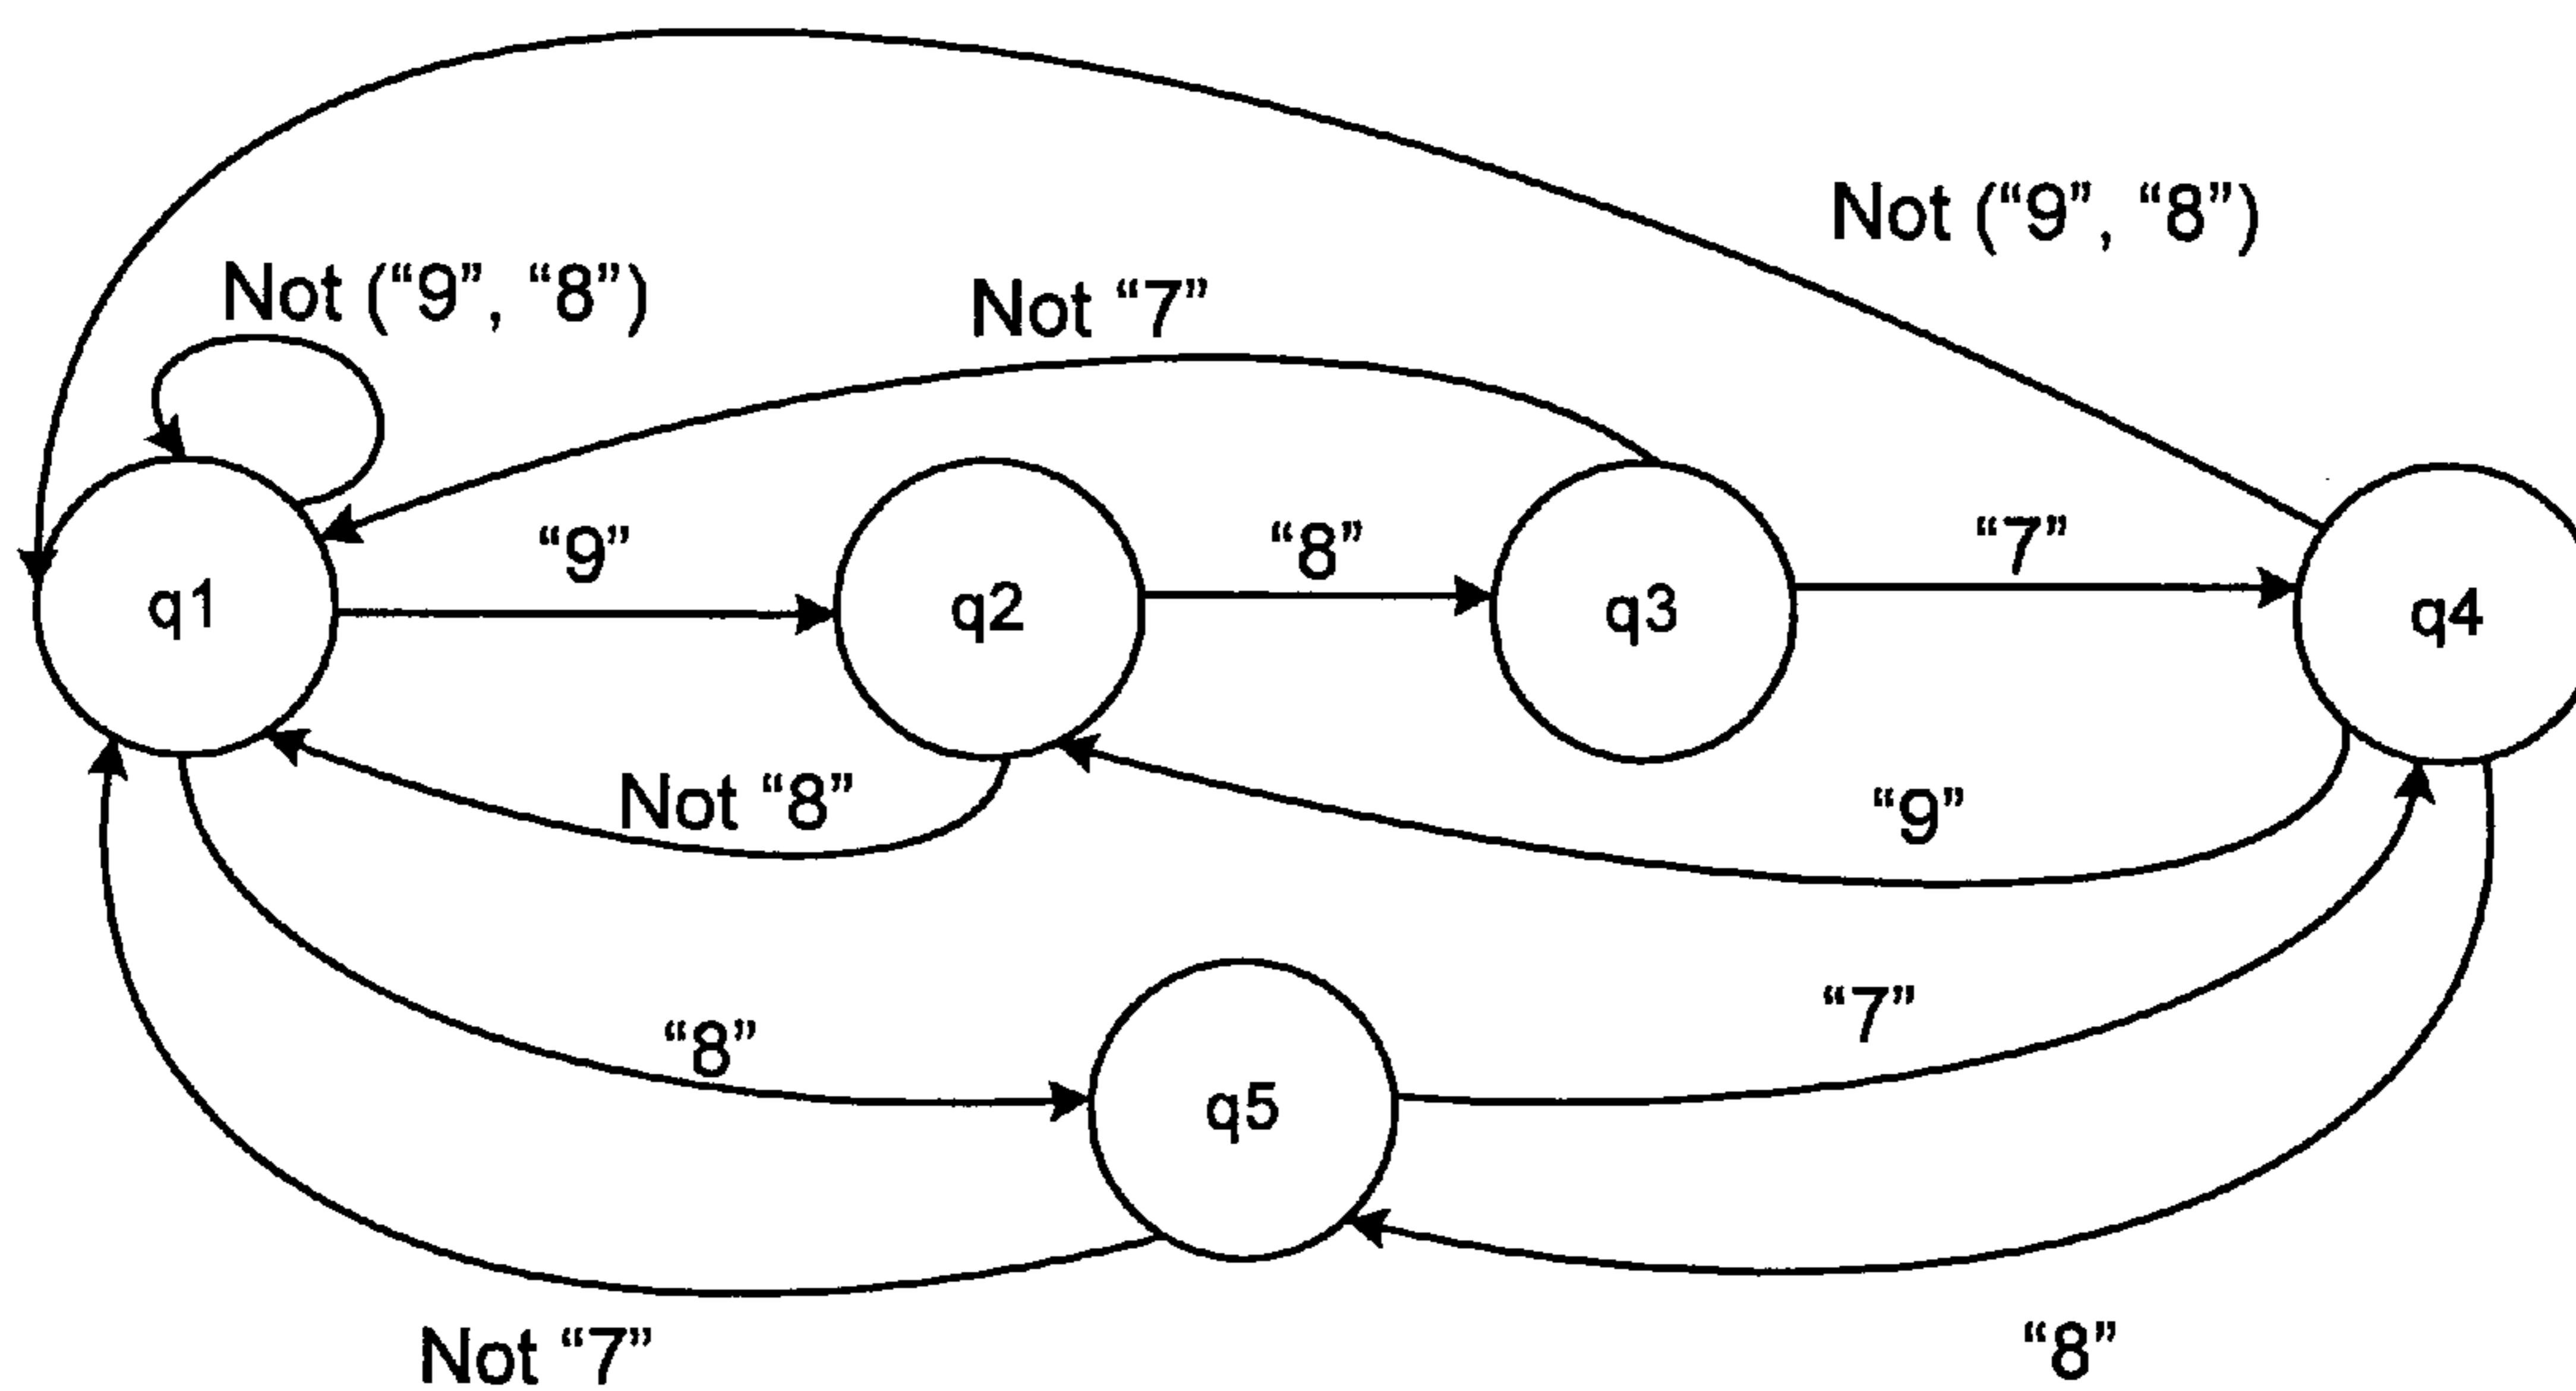 Not (“9”, “8”)
Not (“9”, “8”)
Not “7”
“9”
“8”
“7”
q1
q2
q3
q4
Not “8”
“9”
“8”
“7”
q5
Not “7”
“8”